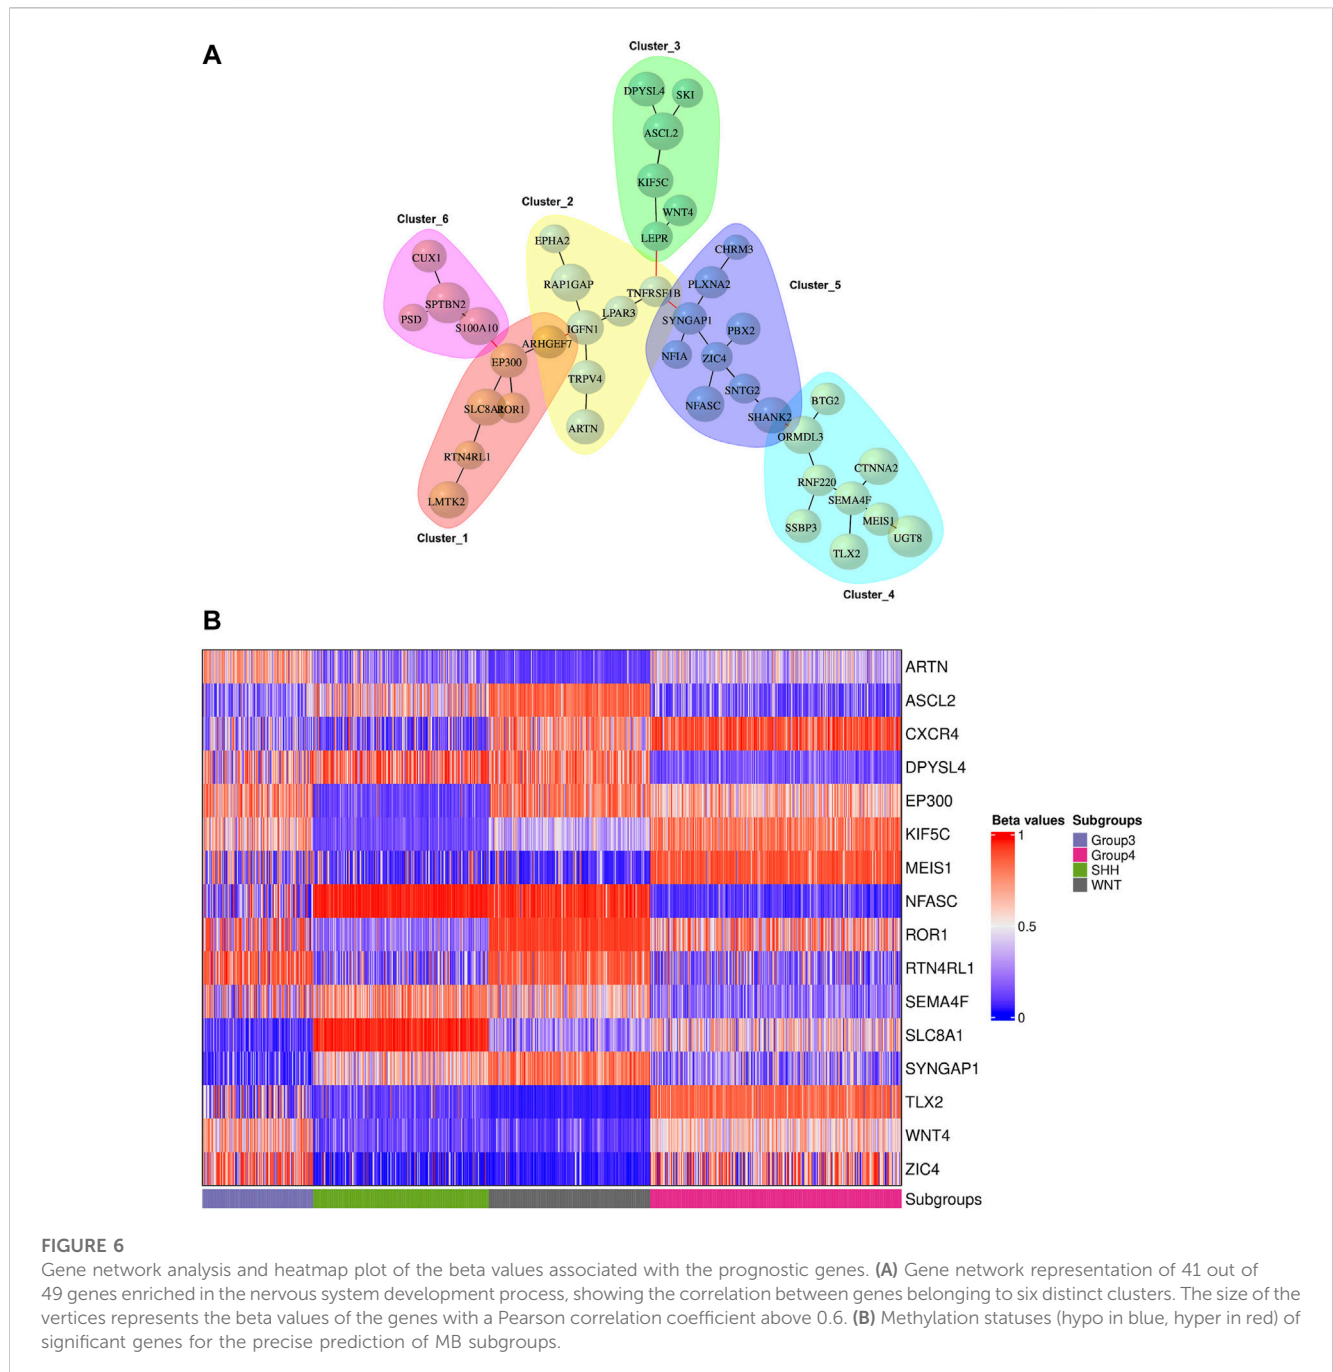 A
Cluster_3
DPYSL4
SKI
ASCL2
KIF5C
WNT4
LEPR
Cluster_2
EPHA2
RAP1GAP
TNFRSF1B
LPAR3
IGFN1
ARHGEF7
TRPV4
ARTN
Cluster_6
CUX1
SPTBN2
PSD
S100A10
EP300
ROR1
RTN4RL1
LMTK2
Cluster_1
CHRM3
Cluster_5
PLXNA2
SYNGAP1
PBX2
NFIA
ZIC4
SNTG2
NFASC
SHANK2
BTG2
ORMDL3
CTNNA2
RNF220
SEMA4F
MEIS1
SSBP3
UGT8
TLX2
Cluster_4
B
ARTN
ASCL2
CXCR4
DPYSL4
EP300
KIF5C
MEIS1
NFASC
ROR1
RTN4RL1
SEMA4F
SLC8A1
SYNGAP1
TLX2
WNT4
ZIC4
Subgroups
Beta values
1
0.5
0
Subgroups
Group3
Group4
SHH
WNT
FIGURE 6
Gene network analysis and heatmap plot of the beta values associated with the prognostic genes. (A) Gene network representation of 41 out of
49 genes enriched in the nervous system development process, showing the correlation between genes belonging to six distinct clusters. The size of the
vertices represents the beta values of the genes with a Pearson correlation coefficient above 0.6. (B) Methylation statuses (hypo in blue, hyper in red) of
significant genes for the precise prediction of MB subgroups.